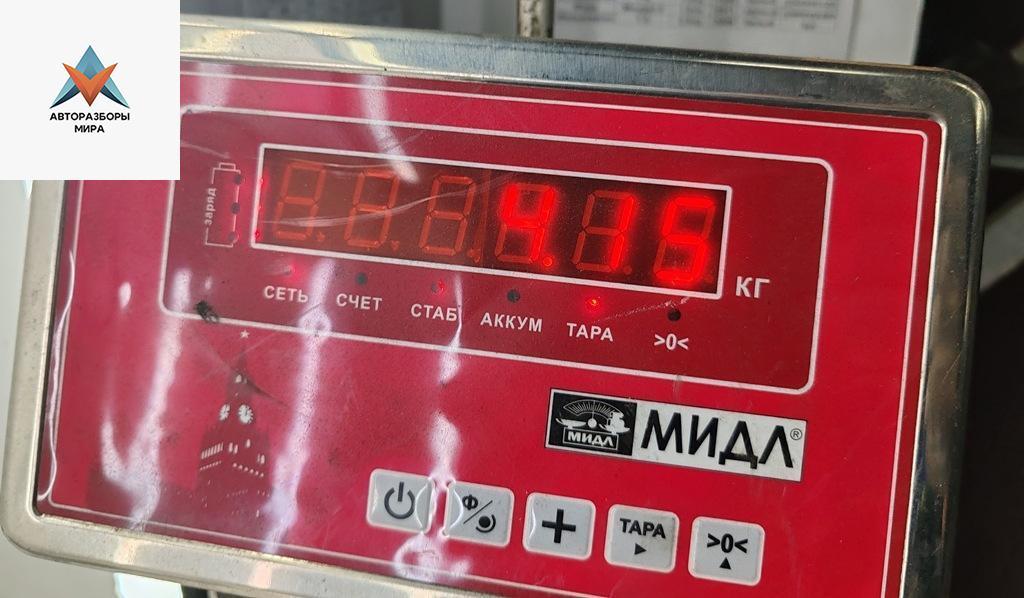 АВТОРАЗБОРЫ
МИРА
заряд
4.15
КГ
СЕТЬ СЧЕТ СТАБ АККУМ ТАРА >0<
МИДЛ МИДЛ®
Ф
ТАРА
>0<